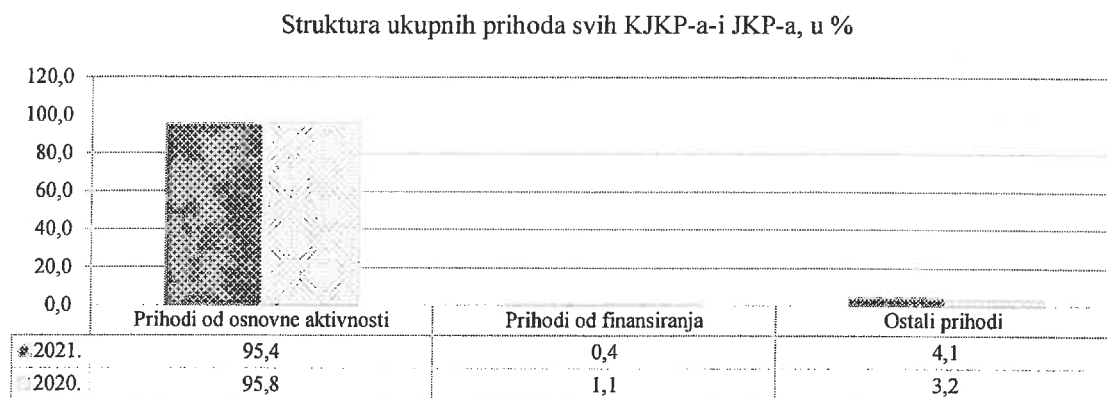 Struktura ukupnih prihoda svih KJKP-a-i JKP-a, u %
120,0
100,0
80,0
60,0
40,0
20,0
0,0
Prihodi od osnovne aktivnosti Prihodi od finansiranja Ostali prihodi
2021. 95,4 0,4 4,1
2020. 95,8 1,1 3,2